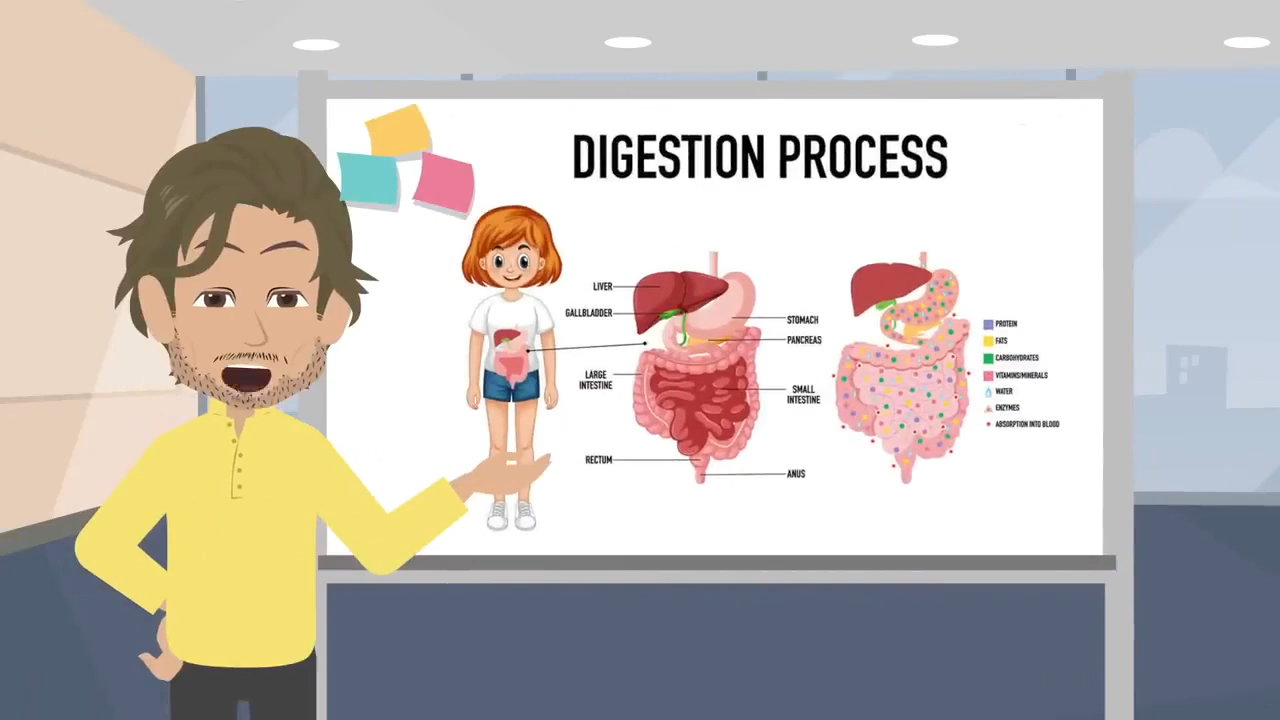 DIGESTION PROCESS
LIVER
GALLBLADDER
STOMACH
PANCREAS
LARGE
INTESTINE
SMALL
INTESTINE
RECTUM
ANUS
PROTEIN
FATS
CARBOHYDRATES
VITAMINS/MINERALS
WATER
ENZYMES
ABSORPTION INTO BLOOD